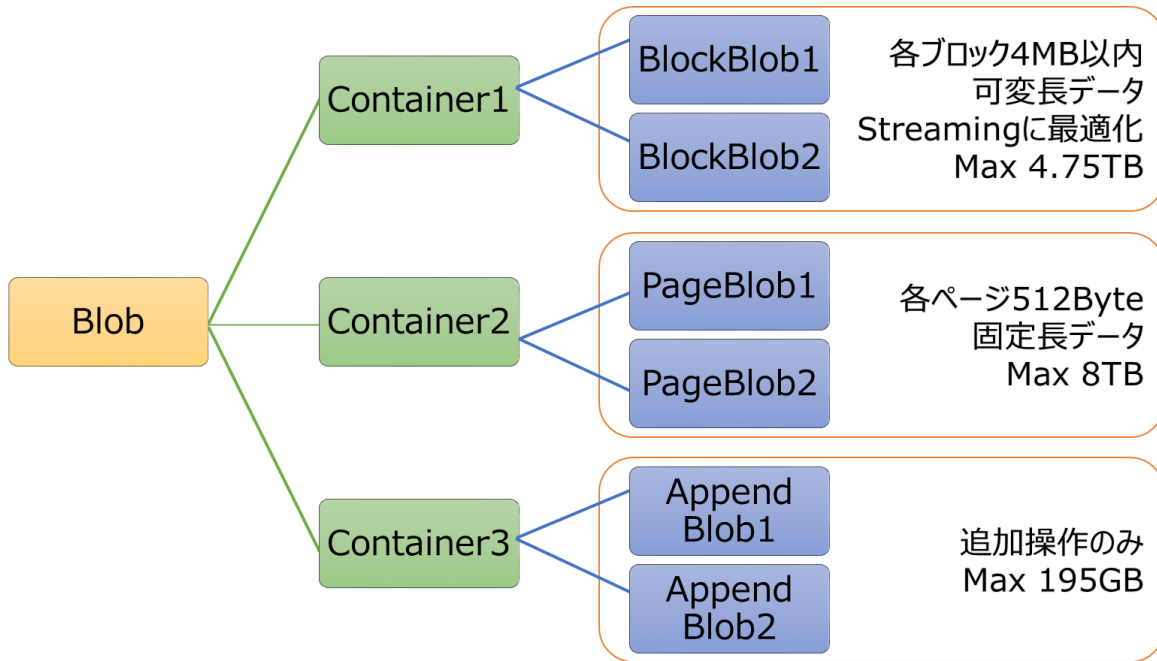 Blob
Container1
BlockBlob1
BlockBlob2
各ブロック4MB以内
可変長データ
Streamingに最適化
Max 4.75TB
Container2
PageBlob1
PageBlob2
各ページ512Byte
固定長データ
Max 8TB
Container3
Append
Blob1
Append
Blob2
追加操作のみ
Max 195GB